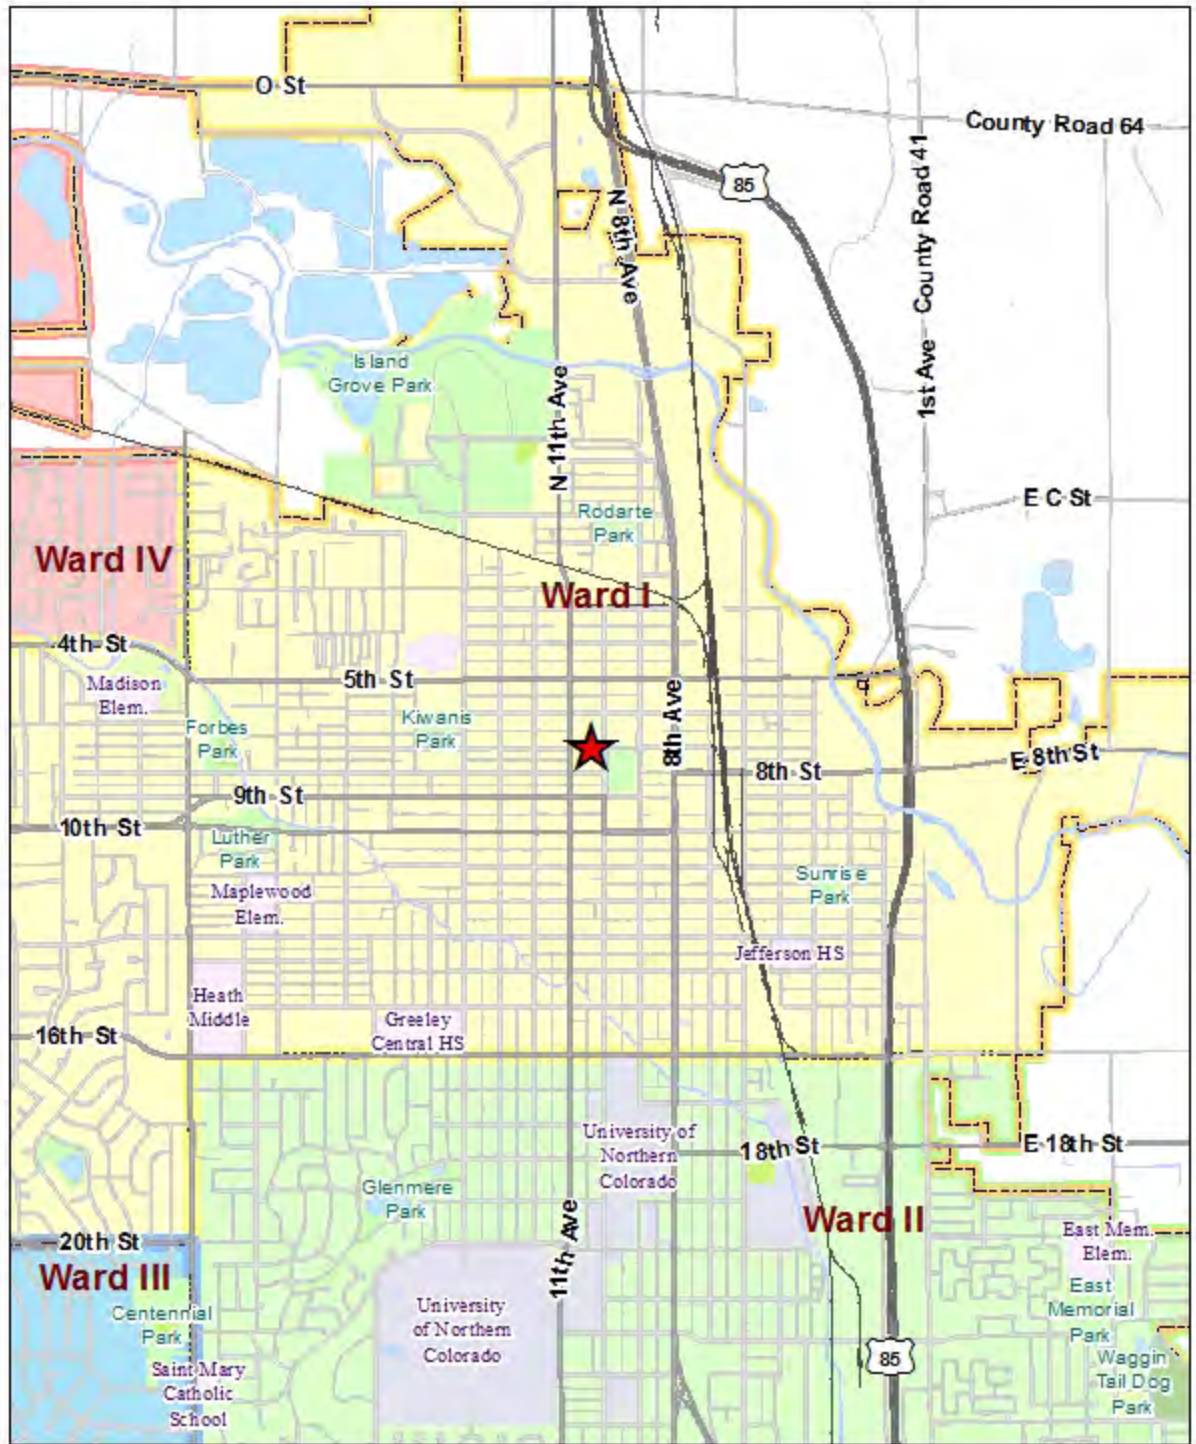 O St
County Road 64
85
N 8th Ave
1st Ave
County Road 41
Island
Grove Park
N 11th Ave
E C St
Rodarte
Park
Ward IV
Ward I
4th St
Madison
Elem.
5th St
Forbes
Park
Kiwanis
Park
8th Ave
8th St
E 8th St
9th St
10th St
Luther
Park
Maplewood
Elem.
Sunrise
Park
Jefferson HS
Heath
Middle
Greeley
Central HS
16th St
University of
Northern
Colorado
18th St
E 18th St
Glenmere
Park
11th Ave
Ward II
20th St
Ward III
East Mem.
Elem.
East
Memorial
Park
Centennial
Park
University
of Northern
Colorado
85
Waggin
Tail Dog
Park
Saint Mary
Catholic
School